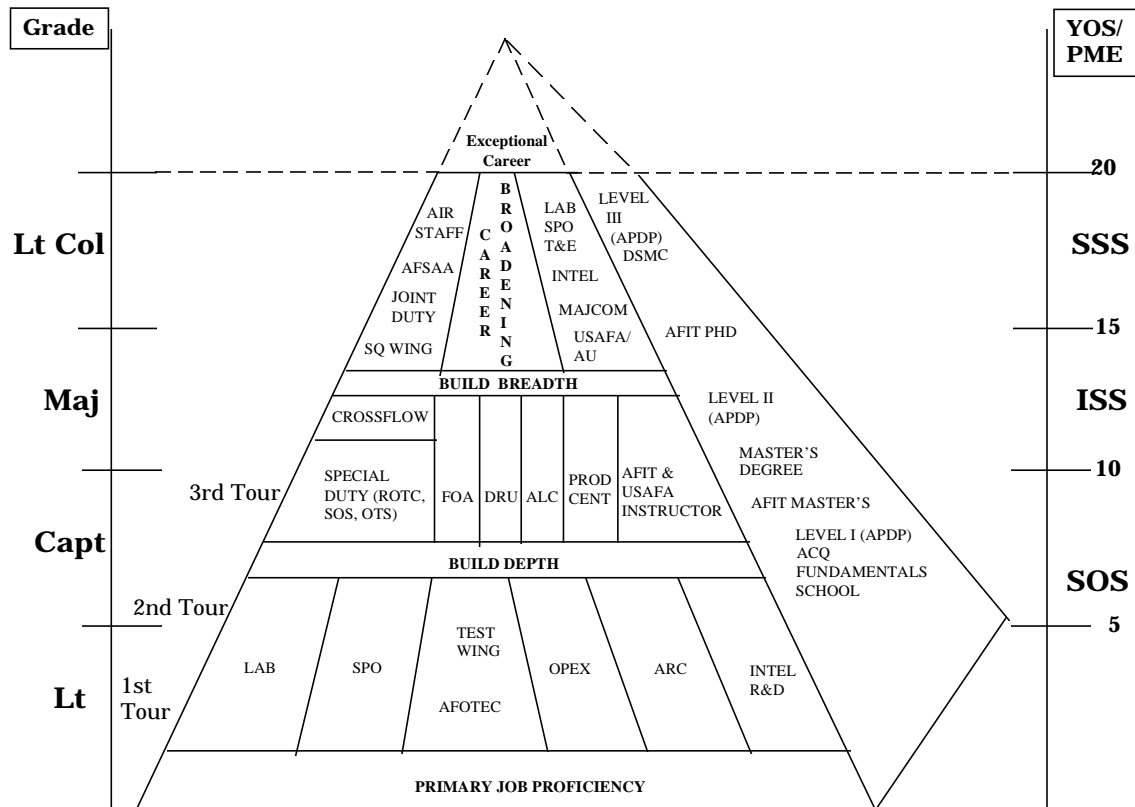 Grade
YOS/
PME
Exceptional
Career
20
Lt Col
AIR
STAFF
AFSAA
JOINT
DUTY
SQ WING
CAREER
BROADENING
LAB
SPO
T&E
INTEL
MAJCOM
USAFA/
AU
LEVEL
III
(APDP)
DSMC
SSS
15
AFIT PHD
BUILD BREADTH
Maj
CROSSFLOW
LEVEL II
(APDP)
ISS
MASTER'S
DEGREE
10
3rd Tour
SPECIAL
DUTY (ROTC,
SOS, OTS)
FOA
DRU
ALC
PROD
CENT
AFIT &
USAFA
INSTRUCTOR
AFIT MASTER'S
Capt
LEVEL I (APDP)
ACQ
FUNDAMENTALS
SCHOOL
BUILD DEPTH
SOS
2nd Tour
5
LAB
SPO
TEST
WING
AFOTEC
OPEX
ARC
INTEL
R&D
Lt
1st
Tour
PRIMARY JOB PROFICIENCY